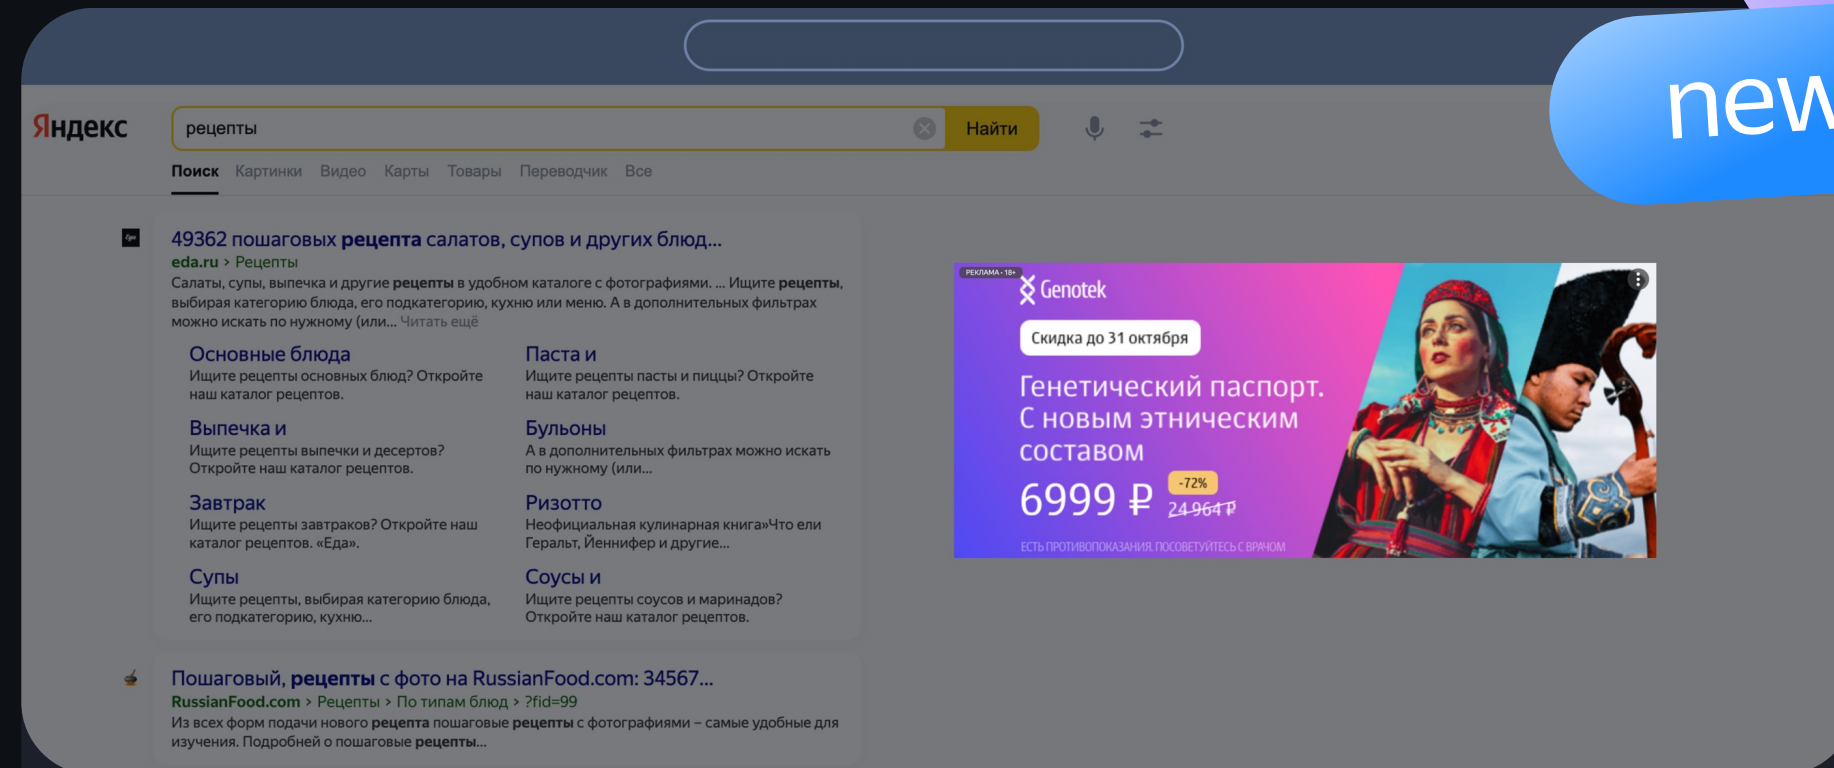 new
Яндекс
рецепты
Найти
Поиск Картинки Видео Карты Товары Переводчик Все
49362 пошаговых рецепта салатов, супов и других блюд...
eda.ru › Рецепты
Салаты, супы, выпечка и другие рецепты в удобном каталоге с фотографиями. ... Ищите рецепты,
выбирая категорию блюда, его подкатегорию, кухню или меню. А в дополнительных фильтрах
можно искать по нужному (или... Читать ещё
Основные блюда
Ищите рецепты основных блюд? Откройте
наш каталог рецептов.
Паста и
Ищите рецепты пасты и пиццы? Откройте
наш каталог рецептов.
Выпечка и
Ищите рецепты выпечки и десертов?
Откройте наш каталог рецептов.
Бульоны
А в дополнительных фильтрах можно искать
по нужному (или...
Завтрак
Ищите рецепты завтраков? Откройте наш
каталог рецептов. «Еда».
Ризотто
Неофициальная кулинарная книга»Что ели
Геральт, Йеннифер и другие...
Супы
Ищите рецепты, выбирая категорию блюда,
его подкатегорию, кухню...
Соусы и
Ищите рецепты соусов и маринадов?
Откройте наш каталог рецептов.
Пошаговый, рецепты с фото на RussianFood.com: 34567...
RussianFood.com › Рецепты › По типам блюд › ?fid=99
Из всех форм подачи нового рецепта пошаговые рецепты с фотографиями – самые удобные для
изучения. Подробней о пошаговые рецепты...
РЕКЛАМА • 18+
Genotek
Скидка до 31 октября
Генетический паспорт.
С новым этническим
составом
6999 ₽
-72%
24 964 ₽
ЕСТЬ ПРОТИВОПОКАЗАНИЯ. ПОСОВЕТУЙТЕСЬ С ВРАЧОМ